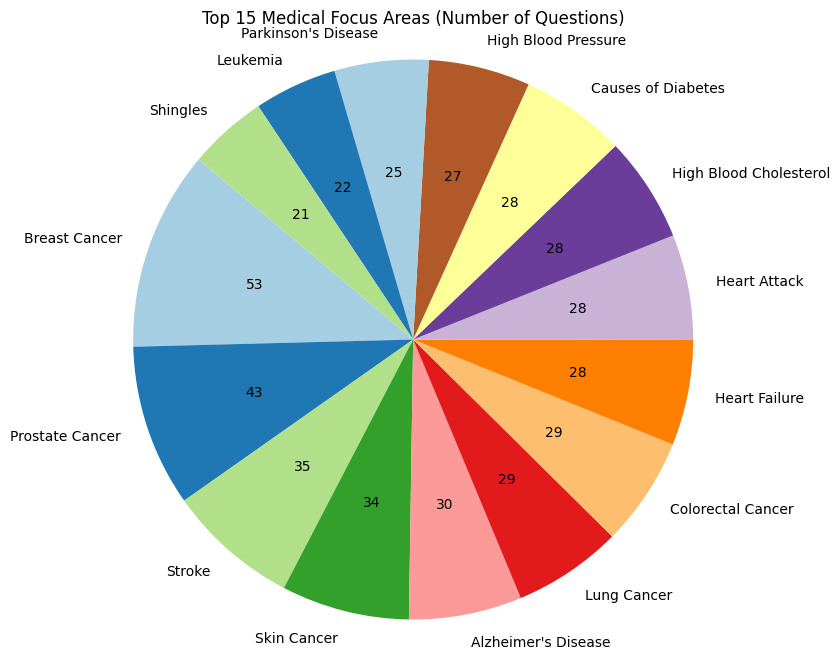 Top 15 Medical Focus Areas (Number of Questions)
Parkinson's Disease
High Blood Pressure
Leukemia
Causes of Diabetes
Shingles
High Blood Cholesterol
25
27
22
28
21
Breast Cancer
28
Heart Attack
53
28
28
Heart Failure
43
Prostate Cancer
29
35
29
34
30
Colorectal Cancer
Stroke
Lung Cancer
Skin Cancer
Alzheimer's Disease